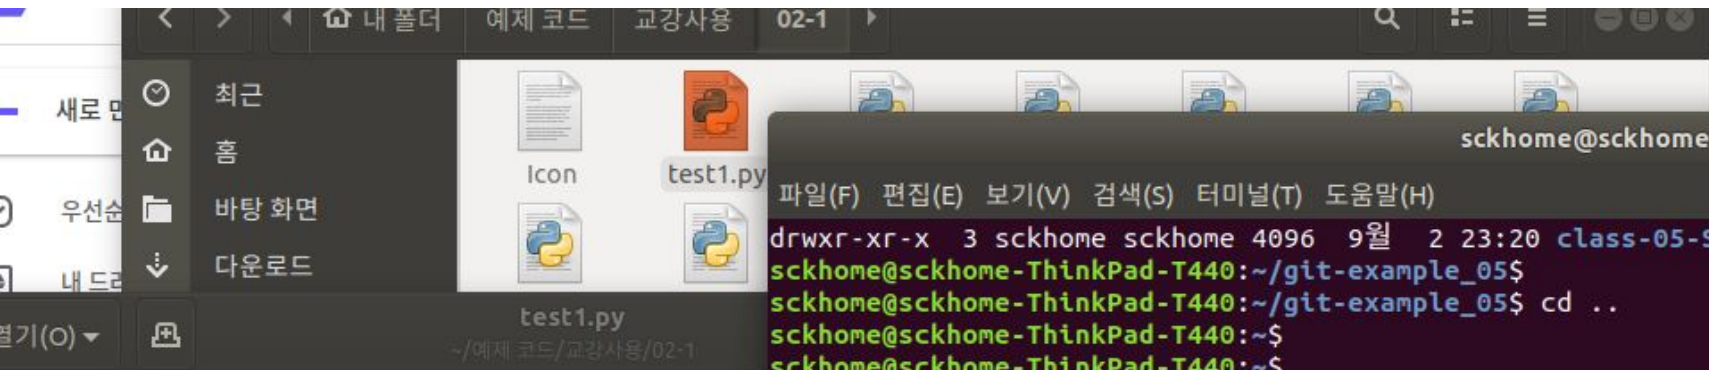 내 폴더 예제 코드 교강사용 02-1
새로
최근
홈
우선순
바탕 화면
내
다운로드
Icon
test1.py
열기(O)
test1.py
~/예제 코드/교강사용/02-1
sckhome@sckhome
파일(F) 편집(E) 보기(V) 검색(S) 터미널(T) 도움말(H)
drwxr-xr-x 3 sckhome sckhome 4096 9월 2 23:20 class-05-S
sckhome@sckhome-ThinkPad-T440:~/git-example_05$
sckhome@sckhome-ThinkPad-T440:~/git-example_05$ cd ..
sckhome@sckhome-ThinkPad-T440:~$
sckhome@sckhome-ThinkPad-T440:~$